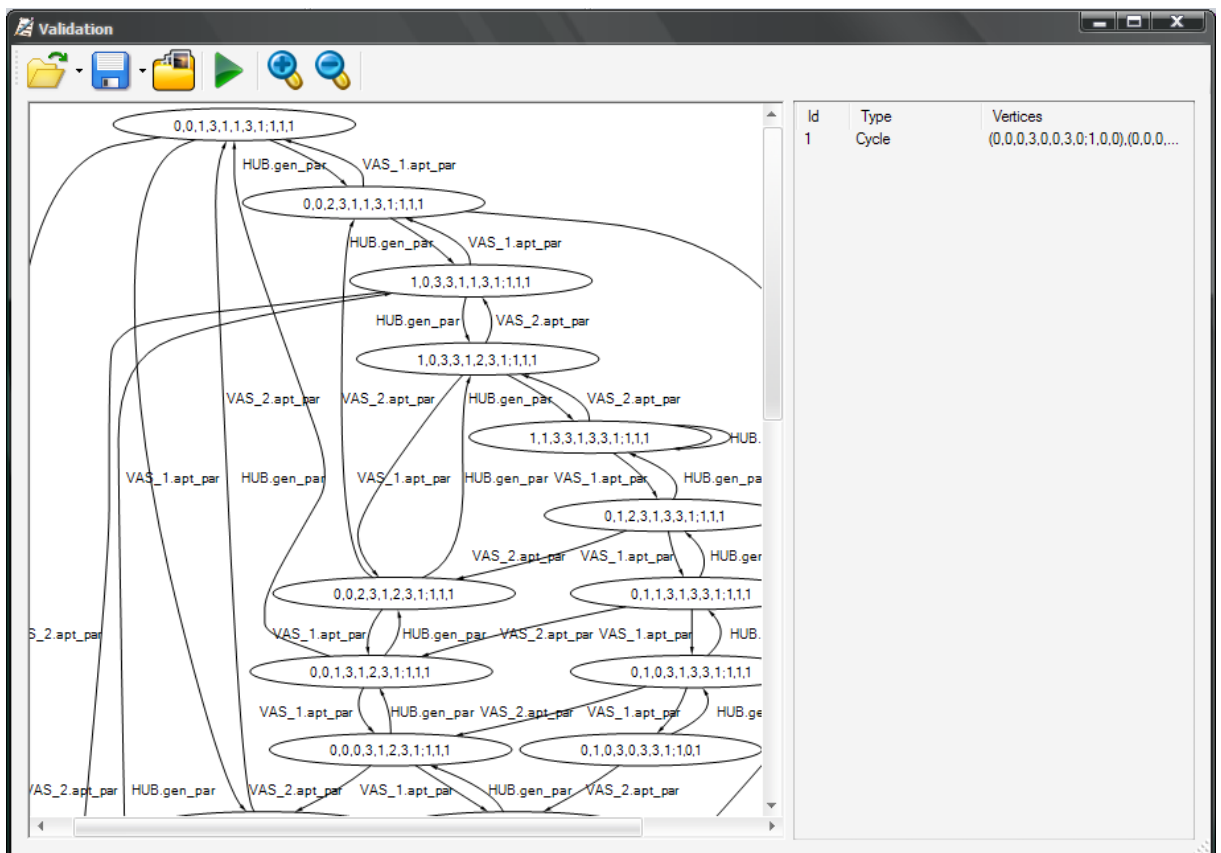 Validation
Id Type Vertices
1 Cycle (0,0,0,3,0,0,3,0;1,0,0),(0,0,0,...
0,0,1,3,1,1,3,1;1,1,1
HUB.gen_par VAS_1.apt_par
0,0,2,3,1,1,3,1;1,1,1
HUB.gen_par VAS_1.apt_par
1,0,3,3,1,1,3,1;1,1,1
HUB.gen_par VAS_2.apt_par
1,0,3,3,1,2,3,1;1,1,1
VAS_2.apt_par VAS_2.apt_par HUB.gen_par VAS_2.apt_par
1,1,3,3,1,3,3,1;1,1,1 HUB.
VAS_1.apt_par HUB.gen_par VAS_1.apt_par HUB.gen_par VAS_1.apt_par HUB.gen_pa
0,1,2,3,1,3,3,1;1,1,1
VAS_2.apt_par VAS_1.apt_par HUB.gen
0,0,2,3,1,2,3,1;1,1,1 0,1,1,3,1,3,3,1;1,1,1
S_2.apt_par VAS_1.apt_par HUB.gen_par VAS_2.apt_par VAS_1.apt_par HUB.
0,0,1,3,1,2,3,1;1,1,1 0,1,0,3,1,3,3,1;1,1,1
VAS_1.apt_par HUB.gen_par VAS_2.apt_par VAS_1.apt_par HUB.ge
0,0,0,3,1,2,3,1;1,1,1 0,1,0,3,0,3,3,1;1,0,1
VAS_2.apt_par HUB.gen_par VAS_2.apt_par VAS_1.apt_par HUB.gen_par VAS_2.apt_par